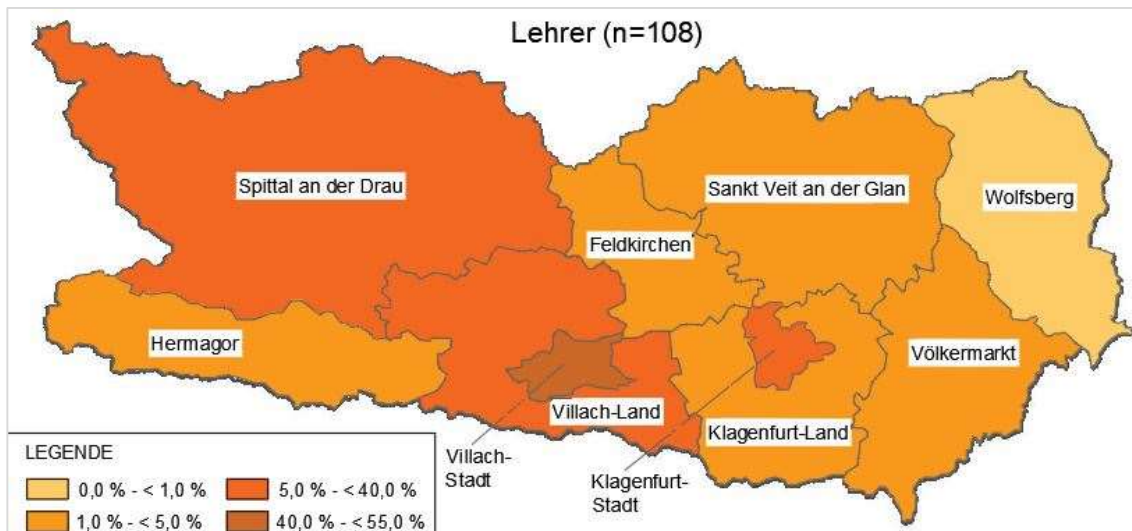 Lehrer (n=108)
Spittal an der Drau
Sankt Veit an der Glan
Wolfsberg
Feldkirchen
Hermagor
Völkermarkt
Villach-Land
Klagenfurt-Land
Villach-
Stadt
Klagenfurt-
Stadt
LEGENDE
0,0 % - < 1,0 %
5,0 % - <40,0 %
1,0 % - < 5,0 %
40,0 % - <55,0 %